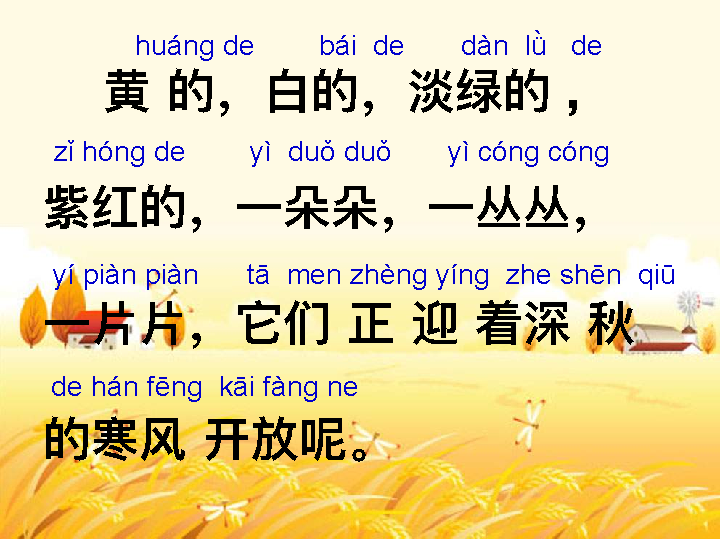 huáng de bái de dàn lǜ de
黄的，白的，淡绿的，
zǐ hóng de yì duǒ duǒ yì cóng cóng
紫红的，一朵朵，一丛丛，
yí piàn piàn tā men zhèng yíng zhe shēn qiū
一片片，它们正迎着深秋
de hán fēng kāi fàng ne
的寒风开放呢。